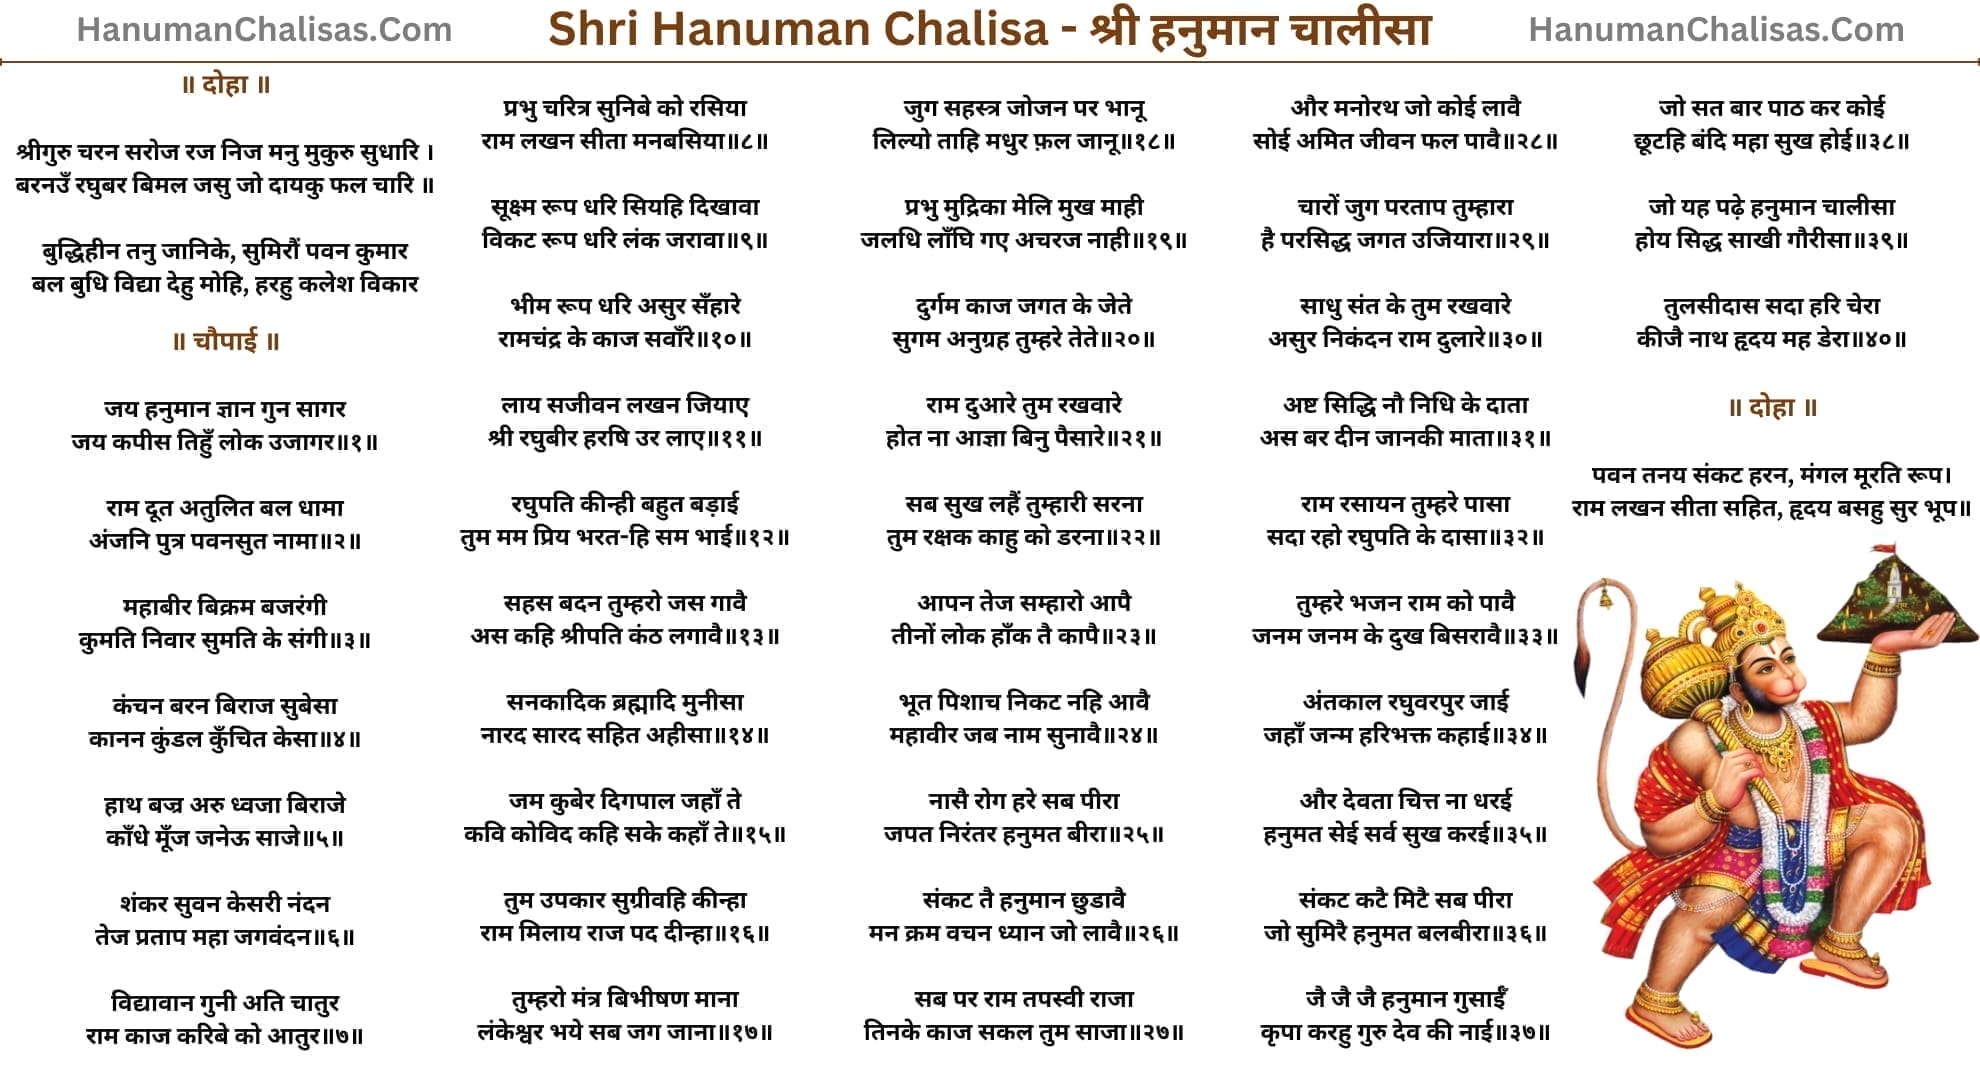 HanumanChalisas.Com
Shri Hanuman Chalisa - श्री हनुमान चालीसा
HanumanChalisas.Com
॥ दोहा ॥
श्रीगुरु चरन सरोज रज निज मनु मुकुरु सुधारि ।
बरनउँ रघुबर बिमल जसु जो दायकु फल चारि ॥
बुद्धिहीन तनु जानिके, सुमिरौं पवन कुमार
बल बुधि विद्या देहु मोहि, हरहु कलेश विकार
॥ चौपाई ॥
जय हनुमान ज्ञान गुन सागर
जय कपीस तिहुँ लोक उजागर॥१॥
राम दूत अतुलित बल धामा
अंजनि पुत्र पवनसुत नामा॥२॥
महाबीर बिक्रम बजरंगी
कुमति निवार सुमति के संगी॥३॥
कंचन बरन बिराज सुबेसा
कानन कुंडल कुँचित केसा॥४॥
हाथ बज्र अरु ध्वजा बिराजे
काँधे मूँज जनेऊ साजे॥५॥
शंकर सुवन केसरी नंदन
तेज प्रताप महा जगवंदन॥६॥
विद्यावान गुनी अति चातुर
राम काज करिबे को आतुर॥७॥
प्रभु चरित्र सुनिबे को रसिया
राम लखन सीता मनबसिया॥८॥
सूक्ष्म रूप धरि सियहि दिखावा
विकट रूप धरि लंक जरावा॥९॥
भीम रूप धरि असुर सँहारे
रामचंद्र के काज सवाँरे॥१०॥
लाय सजीवन लखन जियाए
श्री रघुबीर हरषि उर लाए॥११॥
रघुपति कीन्ही बहुत बड़ाई
तुम मम प्रिय भरत-हि सम भाई॥१२॥
सहस बदन तुम्हरो जस गावै
अस कहि श्रीपति कंठ लगावै॥१३॥
सनकादिक ब्रह्मादि मुनीसा
नारद सारद सहित अहीसा॥१४॥
जम कुबेर दिगपाल जहाँ ते
कवि कोविद कहि सके कहाँ ते॥१५॥
तुम उपकार सुग्रीवहि कीन्हा
राम मिलाय राज पद दीन्हा॥१६॥
तुम्हरो मंत्र बिभीषण माना
लंकेश्वर भये सब जग जाना॥१७॥
जुग सहस्त्र जोजन पर भानू
लिल्यो ताहि मधुर फ़ल जानू॥१८॥
प्रभु मुद्रिका मेलि मुख माही
जलधि लाँघि गए अचरज नाही॥१९॥
दुर्गम काज जगत के जेते
सुगम अनुग्रह तुम्हरे तेते॥२०॥
राम दुआरे तुम रखवारे
होत ना आज्ञा बिनु पैसारे॥२१॥
सब सुख लहैं तुम्हारी सरना
तुम रक्षक काहु को डरना॥२२॥
आपन तेज सम्हारो आपै
तीनों लोक हाँक तै कापै॥२३॥
भूत पिशाच निकट नहि आवै
महावीर जब नाम सुनावै॥२४॥
नासै रोग हरे सब पीरा
जपत निरंतर हनुमत बीरा॥२५॥
संकट तै हनुमान छुडावै
मन क्रम वचन ध्यान जो लावै॥२६॥
सब पर राम तपस्वी राजा
तिनके काज सकल तुम साजा॥२७॥
और मनोरथ जो कोई लावै
सोई अमित जीवन फल पावै॥२८॥
चारों जुग परताप तुम्हारा
है परसिद्ध जगत उजियारा॥२९॥
साधु संत के तुम रखवारे
असुर निकंदन राम दुलारे॥३०॥
अष्ट सिद्धि नौ निधि के दाता
अस बर दीन जानकी माता॥३१॥
राम रसायन तुम्हरे पासा
सदा रहो रघुपति के दासा॥३२॥
तुम्हरे भजन राम को पावै
जनम जनम के दुख बिसरावै॥३३॥
अंतकाल रघुवरपुर जाई
जहाँ जन्म हरिभक्त कहाई॥३४॥
और देवता चित्त ना धरई
हनुमत सेई सर्व सुख करई॥३५॥
संकट कटै मिटै सब पीरा
जो सुमिरै हनुमत बलबीरा॥३६॥
जै जै जै हनुमान गुसाईँ
कृपा करहु गुरु देव की नाई॥३७॥
जो सत बार पाठ कर कोई
छूटहि बंदि महा सुख होई॥३८॥
जो यह पढ़े हनुमान चालीसा
होय सिद्ध साखी गौरीसा॥३९॥
तुलसीदास सदा हरि चेरा
कीजै नाथ हृदय मह डेरा॥४०॥
॥ दोहा ॥
पवन तनय संकट हरन, मंगल मूरति रूप।
राम लखन सीता सहित, हृदय बसहु सुर भूप॥